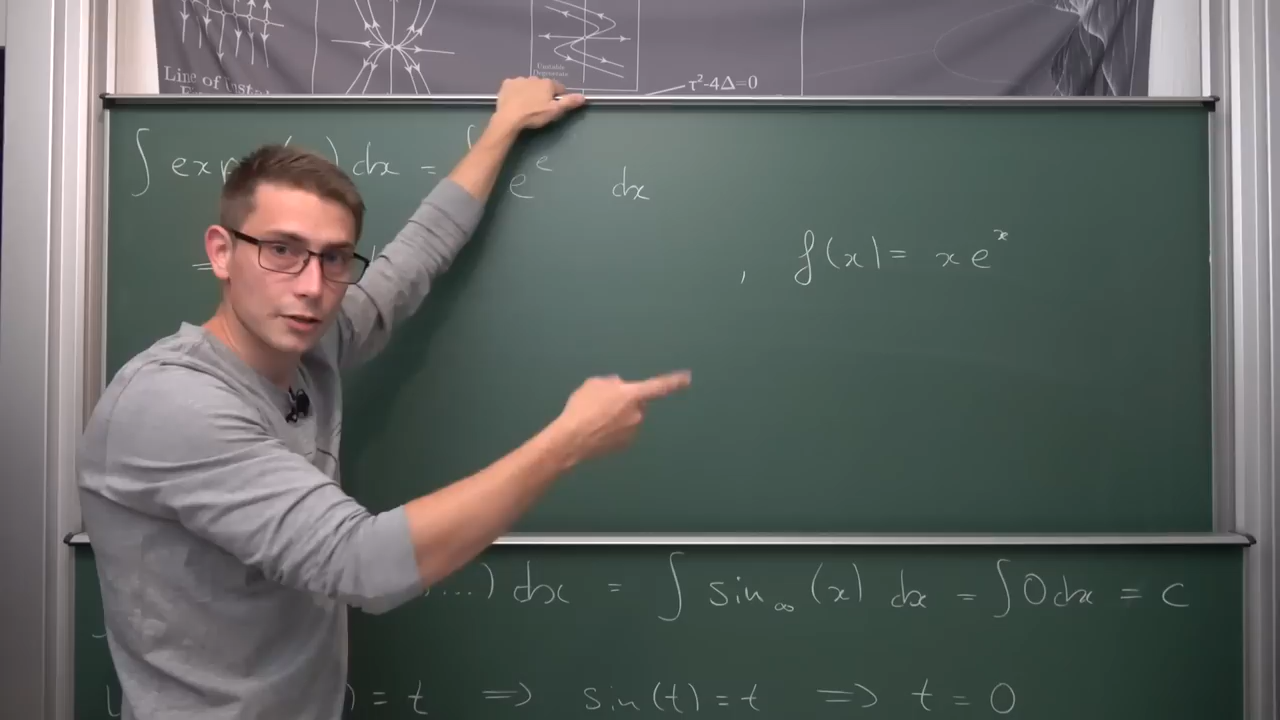 Line of
Unstable
Degenerate
τ²-4Δ=0
∫ exp ( ) dx = ∫ e^e dx
= , f(x) = x e^x
...) dx = ∫ sin_∞ (x) dx = ∫ 0 dx = c
) = t ⇒ sin(t) = t ⇒ t = 0